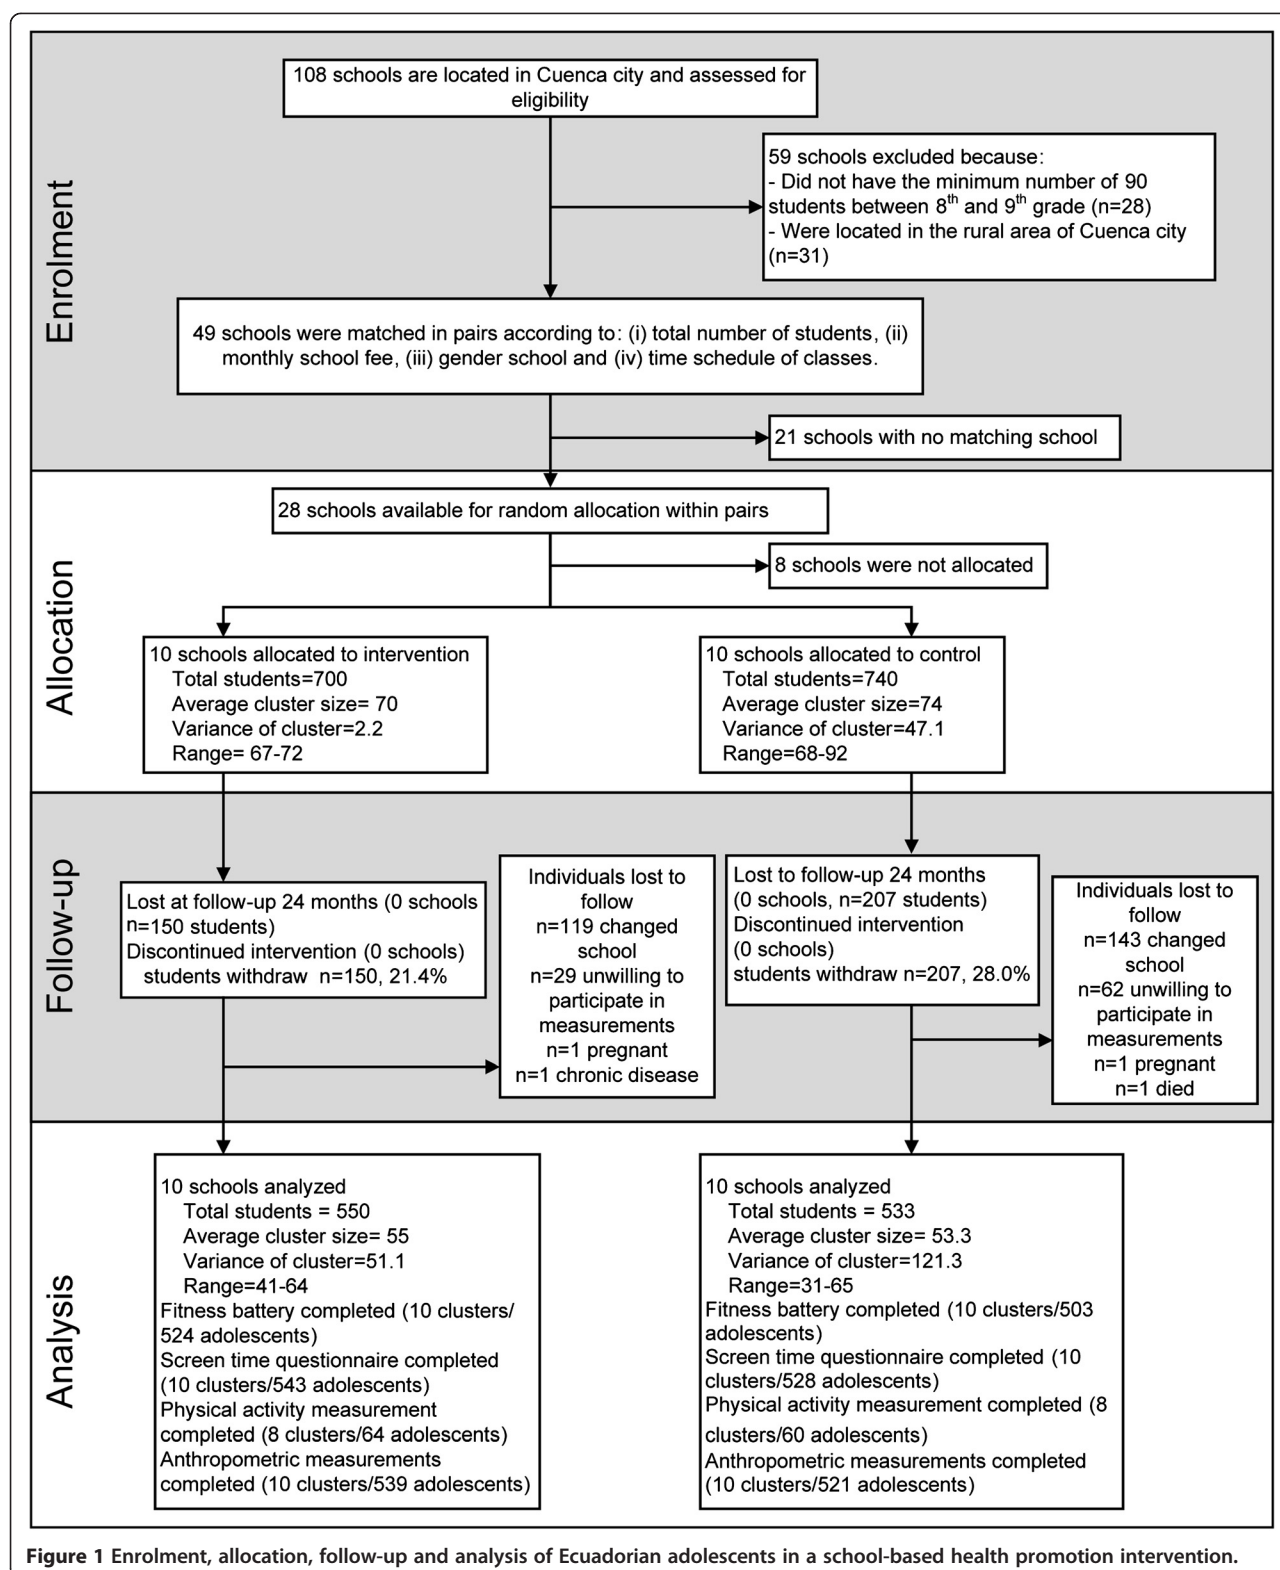 Enrolment
108 schools are located in Cuenca city and assessed for
eligibility
59 schools excluded because:
- Did not have the minimum number of 90
students between 8th and 9th grade (n=28)
- Were located in the rural area of Cuenca city
(n=31)
49 schools were matched in pairs according to: (i) total number of students, (ii)
monthly school fee, (iii) gender school and (iv) time schedule of classes.
21 schools with no matching school
Allocation
28 schools available for random allocation within pairs
8 schools were not allocated
10 schools allocated to intervention
Total students=700
Average cluster size= 70
Variance of cluster=2.2
Range= 67-72
10 schools allocated to control
Total students=740
Average cluster size=74
Variance of cluster=47.1
Range=68-92
Follow-up
Lost at follow-up 24 months (0 schools
n=150 students)
Discontinued intervention (0 schools)
students withdraw n=150, 21.4%
Individuals lost to
follow
n=119 changed
school
n=29 unwilling to
participate in
measurements
n=1 pregnant
n=1 chronic disease
Lost to follow-up 24 months
(0 schools, n=207 students)
Discontinued intervention
(0 schools)
students withdraw n=207, 28.0%
Individuals lost to
follow
n=143 changed
school
n=62 unwilling to
participate in
measurements
n=1 pregnant
n=1 died
Analysis
10 schools analyzed
Total students = 550
Average cluster size= 55
Variance of cluster=51.1
Range=41-64
Fitness battery completed (10 clusters/
524 adolescents)
Screen time questionnaire completed
(10 clusters/543 adolescents)
Physical activity measurement
completed (8 clusters/64 adolescents)
Anthropometric measurements
completed (10 clusters/539 adolescents)
10 schools analyzed
Total students = 533
Average cluster size= 53.3
Variance of cluster=121.3
Range=31-65
Fitness battery completed (10 clusters/503
adolescents)
Screen time questionnaire completed (10
clusters/528 adolescents)
Physical activity measurement completed (8
clusters/60 adolescents)
Anthropometric measurements completed
(10 clusters/521 adolescents)
Figure 1 Enrolment, allocation, follow-up and analysis of Ecuadorian adolescents in a school-based health promotion intervention.